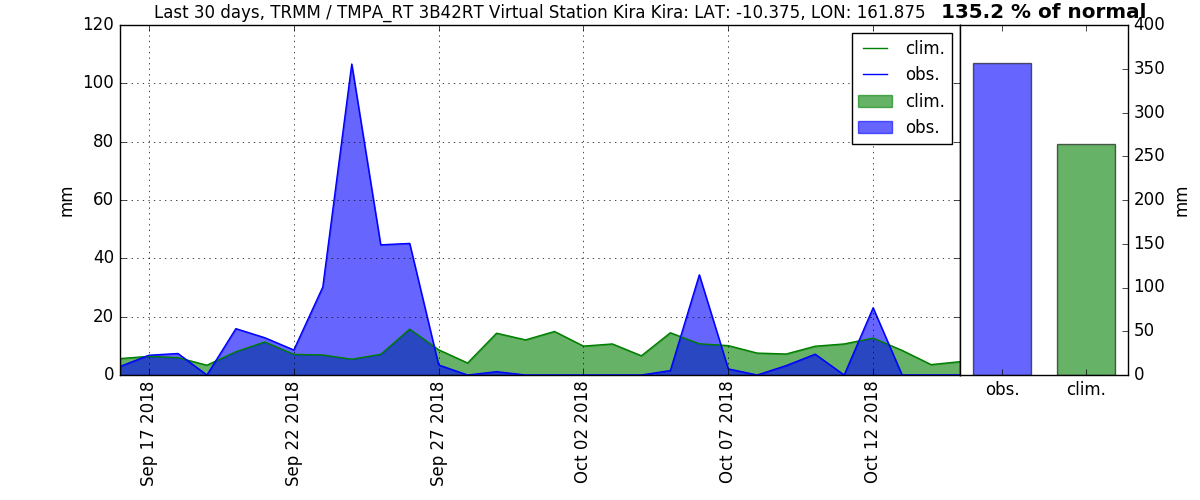 Last 30 days, TRMM / TMPA_RT 3B42RT Virtual Station Kira Kira: LAT: -10.375, LON: 161.875 135.2 % of normal
120
100
80
60
40
20
0
mm
clim.
obs.
clim.
obs.
Sep 17 2018
Sep 22 2018
Sep 27 2018
Oct 02 2018
Oct 07 2018
Oct 12 2018
400
350
300
250
200
150
100
50
0
mm
obs. clim.